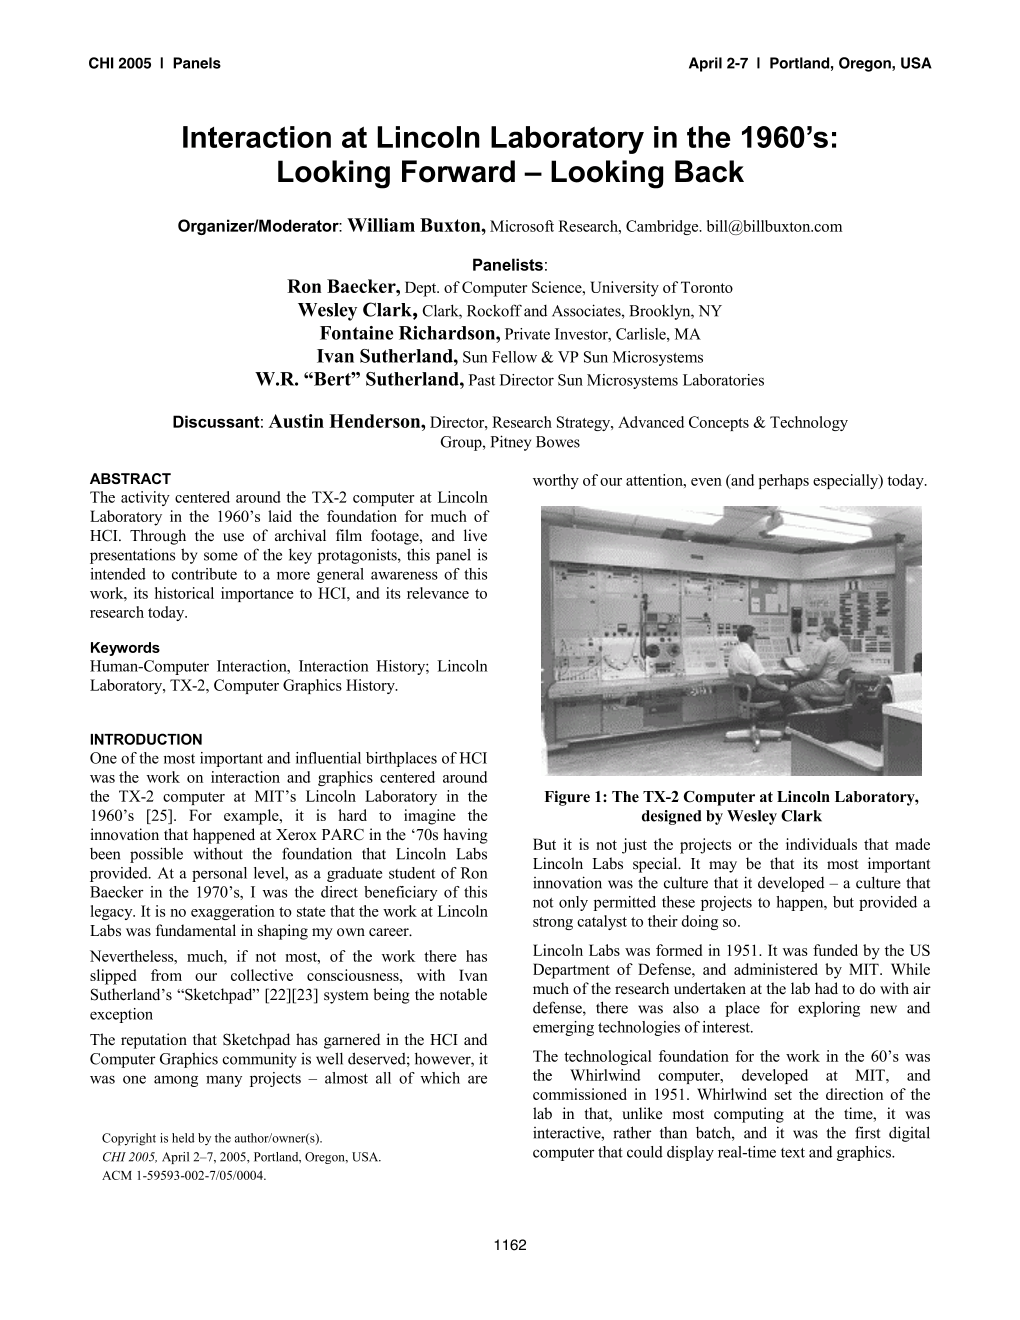 CHI 2005 | Panels
April 2-7 | Portland, Oregon, USA
Interaction at Lincoln Laboratory in the 1960’s:
Looking Forward – Looking Back
Organizer/Moderator: William Buxton, Microsoft Research, Cambridge. bill@billbuxton.com
Panelists:
Ron Baecker, Dept. of Computer Science, University of Toronto
Wesley Clark, Clark, Rockoff and Associates, Brooklyn, NY
Fontaine Richardson, Private Investor, Carlisle, MA
Ivan Sutherland, Sun Fellow & VP Sun Microsystems
W.R. “Bert” Sutherland, Past Director Sun Microsystems Laboratories
Discussant: Austin Henderson, Director, Research Strategy, Advanced Concepts & Technology
Group, Pitney Bowes
ABSTRACT
The activity centered around the TX-2 computer at Lincoln
Laboratory in the 1960’s laid the foundation for much of
HCI. Through the use of archival film footage, and live
presentations by some of the key protagonists, this panel is
intended to contribute to a more general awareness of this
work, its historical importance to HCI, and its relevance to
research today.
Keywords
Human-Computer Interaction, Interaction History; Lincoln
Laboratory, TX-2, Computer Graphics History.
INTRODUCTION
One of the most important and influential birthplaces of HCI
was the work on interaction and graphics centered around
the TX-2 computer at MIT’s Lincoln Laboratory in the
1960’s [25]. For example, it is hard to imagine the
innovation that happened at Xerox PARC in the ‘70s having
been possible without the foundation that Lincoln Labs
provided. At a personal level, as a graduate student of Ron
Baecker in the 1970’s, I was the direct beneficiary of this
legacy. It is no exaggeration to state that the work at Lincoln
Labs was fundamental in shaping my own career.
Nevertheless, much, if not most, of the work there has
slipped from our collective consciousness, with Ivan
Sutherland’s “Sketchpad” [22][23] system being the notable
exception
The reputation that Sketchpad has garnered in the HCI and
Computer Graphics community is well deserved; however, it
was one among many projects – almost all of which are
Copyright is held by the author/owner(s).
CHI 2005, April 2–7, 2005, Portland, Oregon, USA.
ACM 1-59593-002-7/05/0004.
worthy of our attention, even (and perhaps especially) today.
Figure 1: The TX-2 Computer at Lincoln Laboratory,
designed by Wesley Clark
But it is not just the projects or the individuals that made
Lincoln Labs special. It may be that its most important
innovation was the culture that it developed – a culture that
not only permitted these projects to happen, but provided a
strong catalyst to their doing so.
Lincoln Labs was formed in 1951. It was funded by the US
Department of Defense, and administered by MIT. While
much of the research undertaken at the lab had to do with air
defense, there was also a place for exploring new and
emerging technologies of interest.
The technological foundation for the work in the 60’s was
the Whirlwind computer, developed at MIT, and
commissioned in 1951. Whirlwind set the direction of the
lab in that, unlike most computing at the time, it was
interactive, rather than batch, and it was the first digital
computer that could display real-time text and graphics.
1162